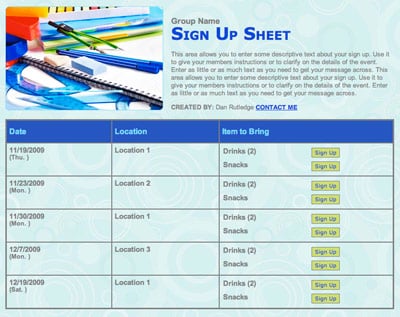 Group Name
SIGN UP SHEET
This area allows you to enter some descriptive text about your sign up. Use it
to give your members instructions or to clarify on the details of the event.
Enter as little or as much text as you need to get your message across. This
area allows you to enter some descriptive text about your sign up. Use it to
give your members instructions or to clarify on the details of the event. Enter
as little or as much text as you need to get your message across.
CREATED BY: Dan Rutledge CONTACT ME
Date Location Item to Bring
11/19/2009 Location 1 Drinks (2) Sign Up
(Thu. ) Snacks Sign Up
11/23/2009 Location 2 Drinks (2) Sign Up
(Mon. ) Snacks Sign Up
11/30/2009 Location 1 Drinks (2) Sign Up
(Mon. ) Snacks Sign Up
12/7/2009 Location 3 Drinks (2) Sign Up
(Mon. ) Snacks Sign Up
12/19/2009 Location 1 Drinks (2) Sign Up
(Sat. ) Snacks Sign Up